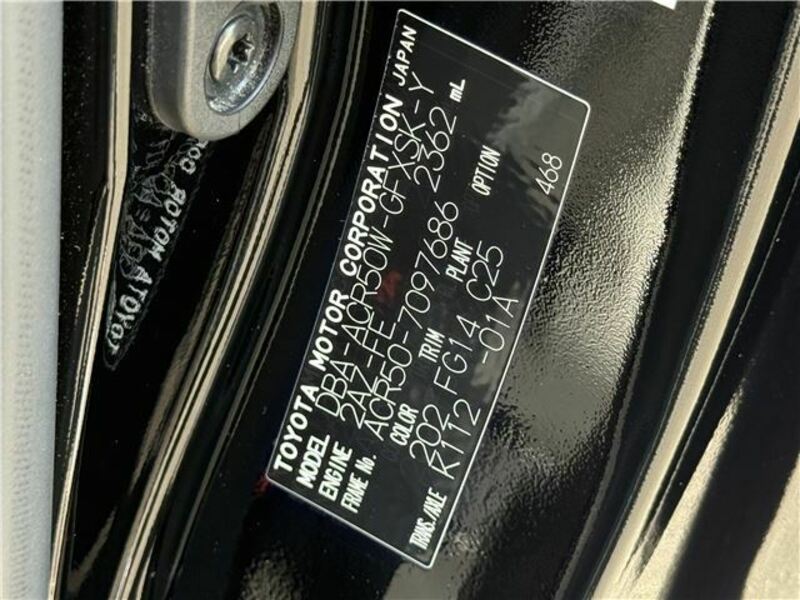 TOYOTA MOTOR CORPORATION JAPAN
MODEL DBA-ACR50W-GFXSK-Y
ENGINE 2AZ-FE 2362 mL
FRAME No. ACR50-7097686
COLOR TRIM PLANT OPTION
202 FG14 C25 468
TRANS./AXLE K112 -01A